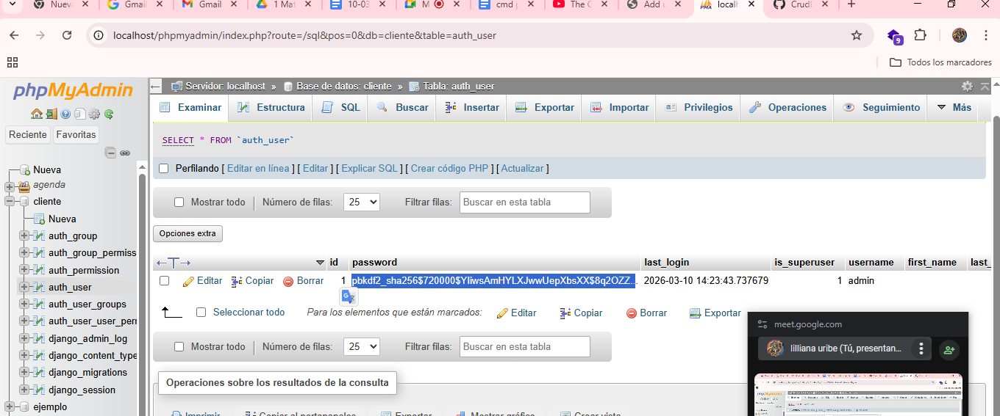 Nueva
Gmail
Gmail
1 Mat
10-03
M
cmd p
The C
Add u
localh
Crudl
localhost/phpmyadmin/index.php?route=/sql&pos=0&db=cliente&table=auth_user
9
Todos los marcadores
phpMyAdmin
Reciente Favoritas
Nueva
agenda
cliente
Nueva
auth_group
auth_group_permiss
auth_permission
auth_user
auth_user_groups
auth_user_user_perr
django_admin_log
django_content_type
django_migrations
django_session
ejemplo
Servidor: localhost » Base de datos: cliente » Tabla: auth_user
Examinar Estructura SQL Buscar Insertar Exportar Importar Privilegios Operaciones Seguimiento Más
SELECT * FROM `auth_user`
Perfilando [ Editar en línea ] [ Editar ] [ Explicar SQL ] [ Crear código PHP ] [ Actualizar ]
Mostrar todo | Número de filas: 25 Filtrar filas: Buscar en esta tabla
Opciones extra
←T→ id password last_login is_superuser username first_name last_
Editar Copiar Borrar 1 pbkdf2_sha256$720000$YIiwsAmHYLXJwwUepXbsXX$8q2OZZ... 2026-03-10 14:23:43.737679 1 admin
Seleccionar todo Para los elementos que están marcados: Editar Copiar Borrar Exportar
Mostrar todo | Número de filas: 25 Filtrar filas: Buscar en esta tabla
Operaciones sobre los resultados de la consulta
Imprimir Copiar al portapapeles Exportar Mostrar gráfico Crear vista
meet.google.com
lilliana uribe (Tú, presentan...